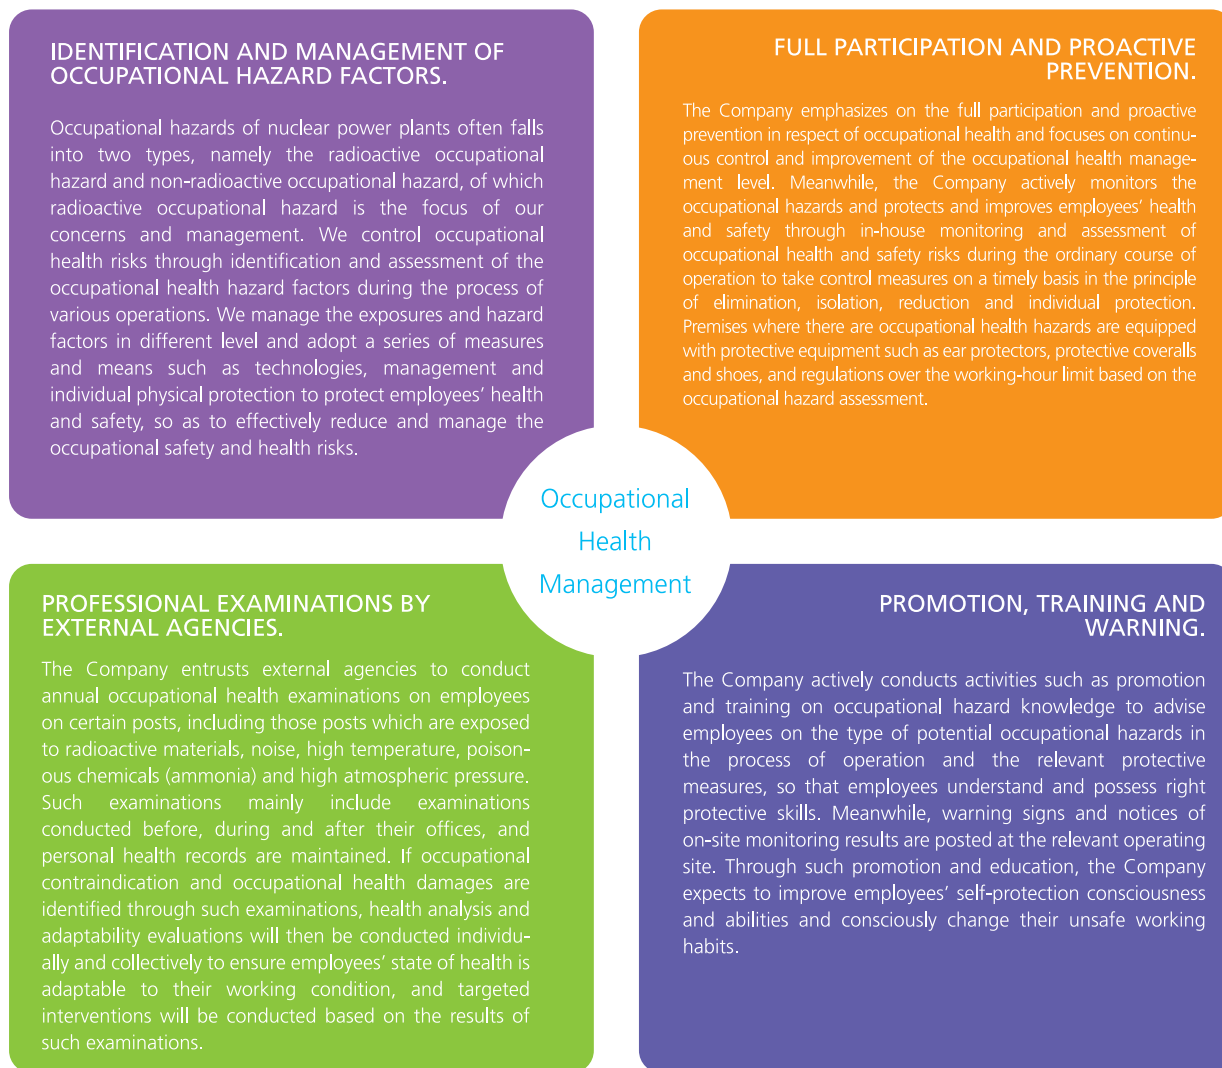 IDENTIFICATION AND MANAGEMENT OF
OCCUPATIONAL HAZARD FACTORS.
Occupational hazards of nuclear power plants often falls
into two types, namely the radioactive occupational
hazard and non-radioactive occupational hazard, of which
radioactive occupational hazard is the focus of our
concerns and management. We control occupational
health risks through identification and assessment of the
occupational health hazard factors during the process of
various operations. We manage the exposures and hazard
factors in different level and adopt a series of measures
and means such as technologies, management and
individual physical protection to protect employees' health
and safety, so as to effectively reduce and manage the
occupational safety and health risks.
FULL PARTICIPATION AND PROACTIVE
PREVENTION.
The Company emphasizes on the full participation and proactive
prevention in respect of occupational health and focuses on continu-
ous control and improvement of the occupational health manage-
ment level. Meanwhile, the Company actively monitors the
occupational hazards and protects and improves employees' health
and safety through in-house monitoring and assessment of
occupational health and safety risks during the ordinary course of
operation to take control measures on a timely basis in the principle
of elimination, isolation, reduction and individual protection.
Premises where there are occupational health hazards are equipped
with protective equipment such as ear protectors, protective coveralls
and shoes, and regulations over the working-hour limit based on the
occupational hazard assessment.
Occupational
Health
Management
PROFESSIONAL EXAMINATIONS BY
EXTERNAL AGENCIES.
The Company entrusts external agencies to conduct
annual occupational health examinations on employees
on certain posts, including those posts which are exposed
to radioactive materials, noise, high temperature, poison-
ous chemicals (ammonia) and high atmospheric pressure.
Such examinations mainly include examinations
conducted before, during and after their offices, and
personal health records are maintained. If occupational
contraindication and occupational health damages are
identified through such examinations, health analysis and
adaptability evaluations will then be conducted individu-
ally and collectively to ensure employees' state of health is
adaptable to their working condition, and targeted
interventions will be conducted based on the results of
such examinations.
PROMOTION, TRAINING AND
WARNING.
The Company actively conducts activities such as promotion
and training on occupational hazard knowledge to advise
employees on the type of potential occupational hazards in
the process of operation and the relevant protective
measures, so that employees understand and possess right
protective skills. Meanwhile, warning signs and notices of
on-site monitoring results are posted at the relevant operating
site. Through such promotion and education, the Company
expects to improve employees' self-protection consciousness
and abilities and consciously change their unsafe working
habits.